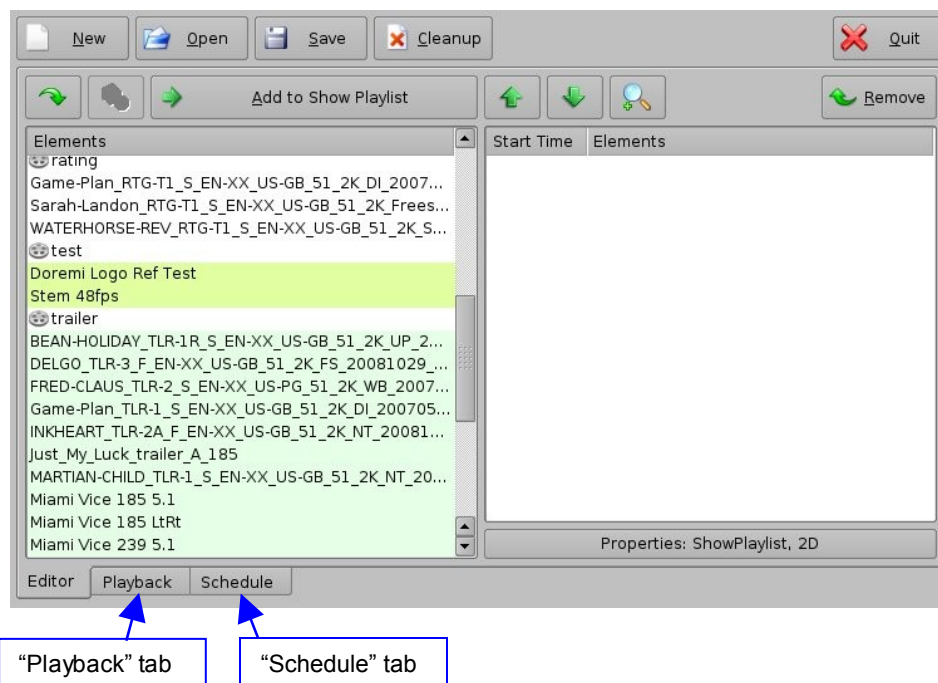 New Open Save Cleanup Quit
Add to Show Playlist Remove
Elements Start Time Elements
rating
Game-Plan_RTG-T1_S_EN-XX_US-GB_51_2K_DI_2007...
Sarah-Landon_RTG-T1_S_EN-XX_US-GB_51_2K_Frees...
WATERHORSE-REV_RTG-T1_S_EN-XX_US-GB_51_2K_S...
test
Doremi Logo Ref Test
Stem 48fps
trailer
BEAN-HOLIDAY_TLR-1R_S_EN-XX_US-GB_51_2K_UP_2...
DELGO_TLR-3_F_EN-XX_US-GB_51_2K_FS_20081029_...
FRED-CLAUS_TLR-2_S_EN-XX_US-PG_51_2K_WB_2007...
Game-Plan_TLR-1_S_EN-XX_US-GB_51_2K_DI_200705...
INKHEART_TLR-2A_F_EN-XX_US-GB_51_2K_NT_20081...
Just_My_Luck_trailer_A_185
MARTIAN-CHILD_TLR-1_S_EN-XX_US-GB_51_2K_NT_20...
Miami Vice 185 5.1
Miami Vice 185 LtRt
Miami Vice 239 5.1
Properties: ShowPlaylist, 2D
Editor Playback Schedule
“Playback” tab “Schedule” tab